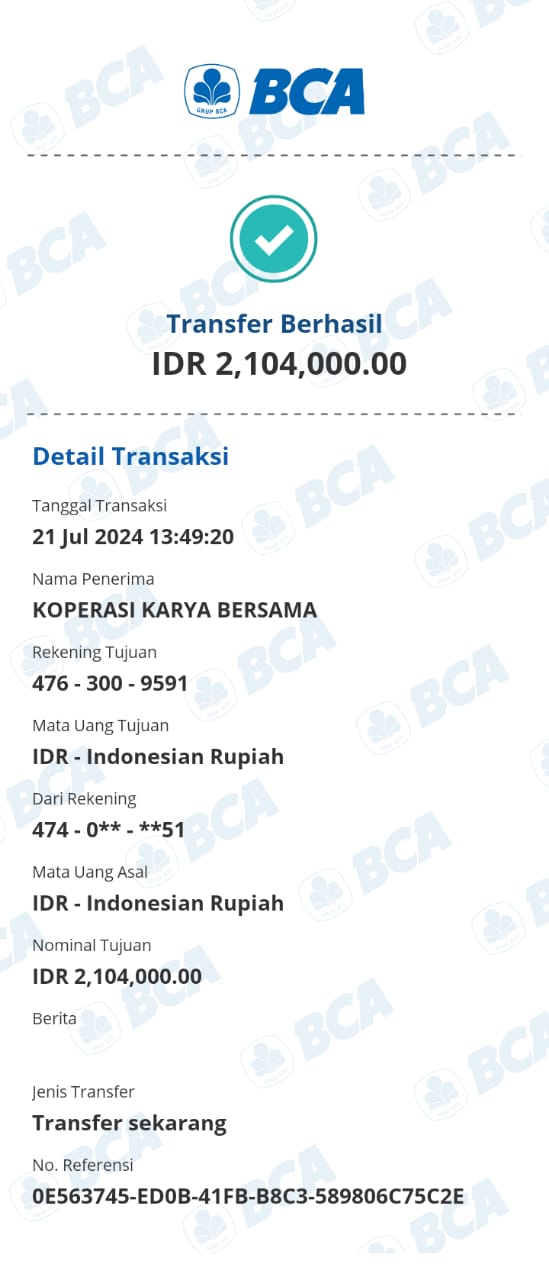 GRUP BCA
BCA
Transfer Berhasil
IDR 2,104,000.00
Detail Transaksi
Tanggal Transaksi
21 Jul 2024 13:49:20
Nama Penerima
KOPERASI KARYA BERSAMA
Rekening Tujuan
476 - 300 - 9591
Mata Uang Tujuan
IDR - Indonesian Rupiah
Dari Rekening
474 - 0** - **51
Mata Uang Asal
IDR - Indonesian Rupiah
Nominal Tujuan
IDR 2,104,000.00
Berita
Jenis Transfer
Transfer sekarang
No. Referensi
0E563745-ED0B-41FB-B8C3-589806C75C2E